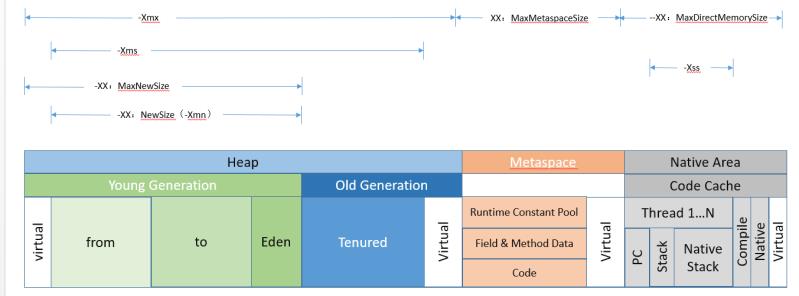 -Xmx
XX： MaxMetaspaceSize
--XX： MaxDirectMemorySize
-Xms
-Xss
-XX： MaxNewSize
-XX： NewSize（-Xmn）
Heap
Metaspace
Native Area
Young Generation
Old Generation
Code Cache
virtual
from
to
Eden
Tenured
Virtual
Runtime Constant Pool
Field & Method Data
Code
Virtual
Thread 1...N
PC
Stack
Native
Stack
Compile
Native
Virtual